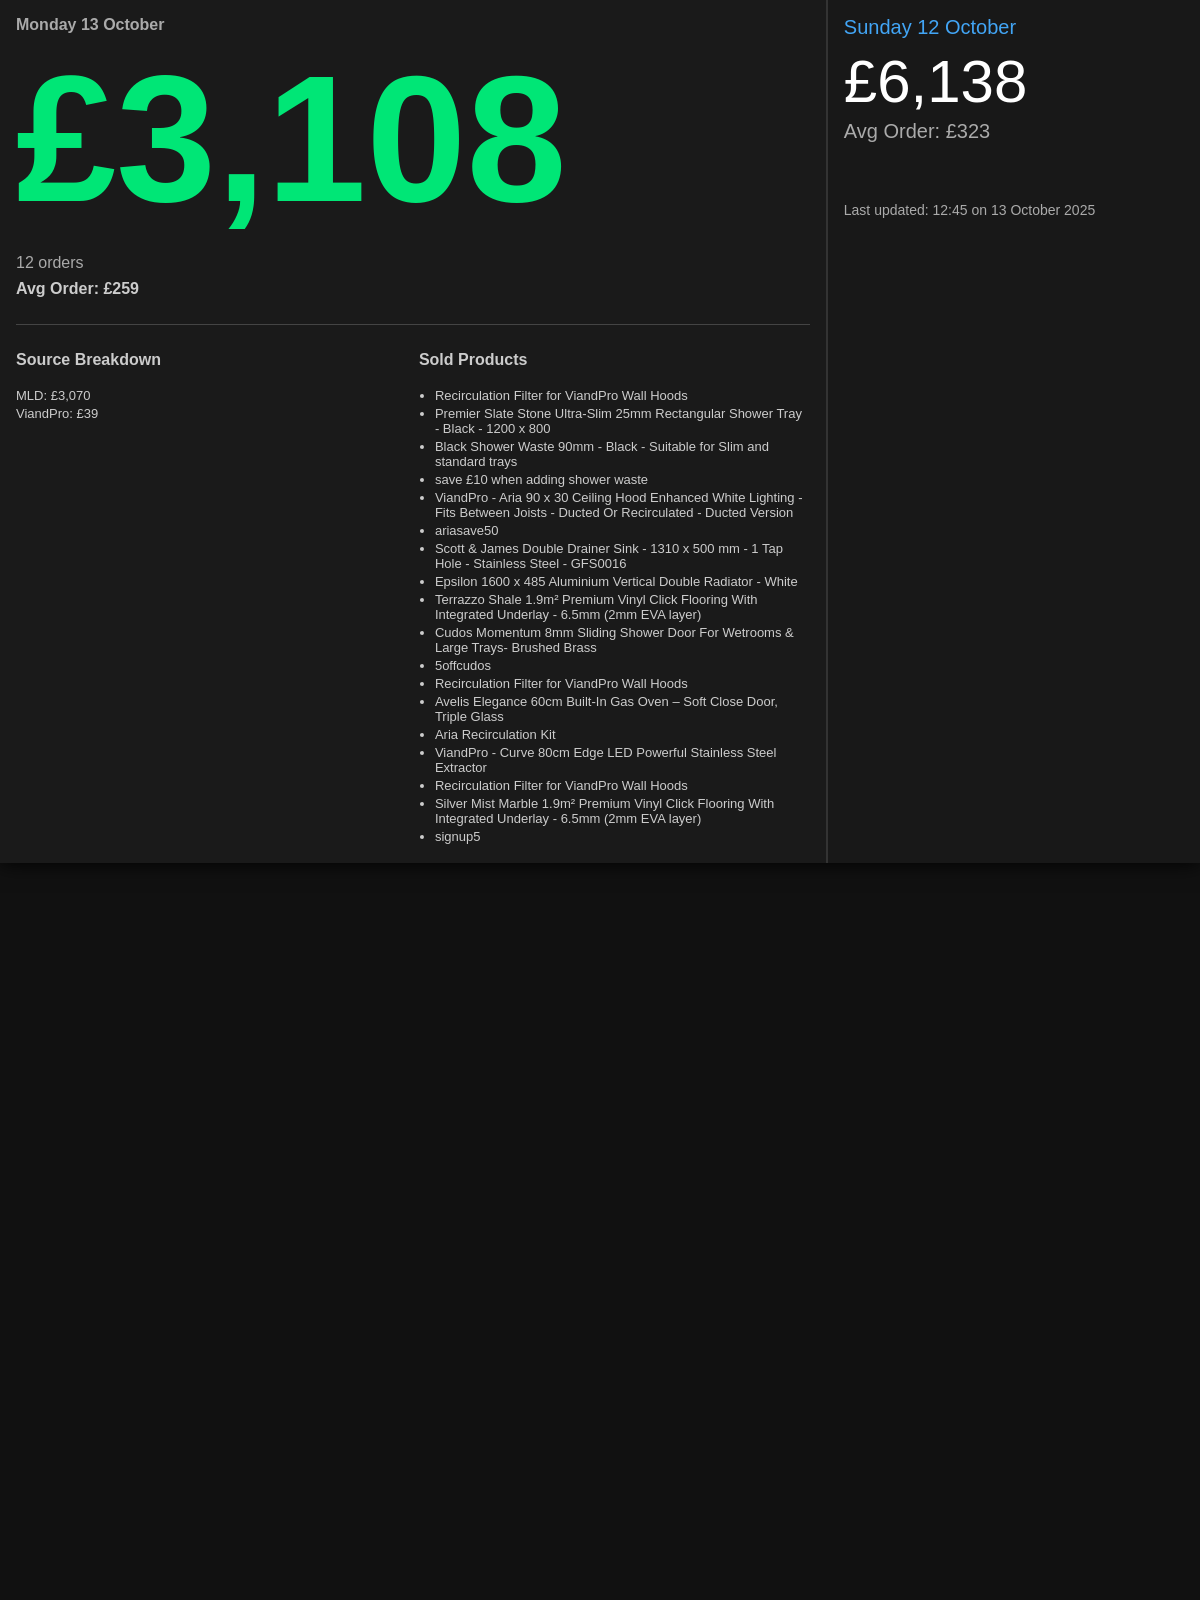 Monday 13 October
£3,108
12 orders
Avg Order: £259
Source Breakdown
MLD: £3,070
ViandPro: £39
Sold Products
Recirculation Filter for ViandPro Wall Hoods
Premier Slate Stone Ultra-Slim 25mm Rectangular Shower Tray
- Black - 1200 x 800
Black Shower Waste 90mm - Black - Suitable for Slim and
standard trays
save £10 when adding shower waste
ViandPro - Aria 90 x 30 Ceiling Hood Enhanced White Lighting -
Fits Between Joists - Ducted Or Recirculated - Ducted Version
ariasave50
Scott & James Double Drainer Sink - 1310 x 500 mm - 1 Tap
Hole - Stainless Steel - GFS0016
Epsilon 1600 x 485 Aluminium Vertical Double Radiator - White
Terrazzo Shale 1.9m² Premium Vinyl Click Flooring With
Integrated Underlay - 6.5mm (2mm EVA layer)
Cudos Momentum 8mm Sliding Shower Door For Wetrooms &
Large Trays- Brushed Brass
5offcudos
Recirculation Filter for ViandPro Wall Hoods
Avelis Elegance 60cm Built-In Gas Oven – Soft Close Door,
Triple Glass
Aria Recirculation Kit
ViandPro - Curve 80cm Edge LED Powerful Stainless Steel
Extractor
Recirculation Filter for ViandPro Wall Hoods
Silver Mist Marble 1.9m² Premium Vinyl Click Flooring With
Integrated Underlay - 6.5mm (2mm EVA layer)
signup5
Sunday 12 October
£6,138
Avg Order: £323
Last updated: 12:45 on 13 October 2025